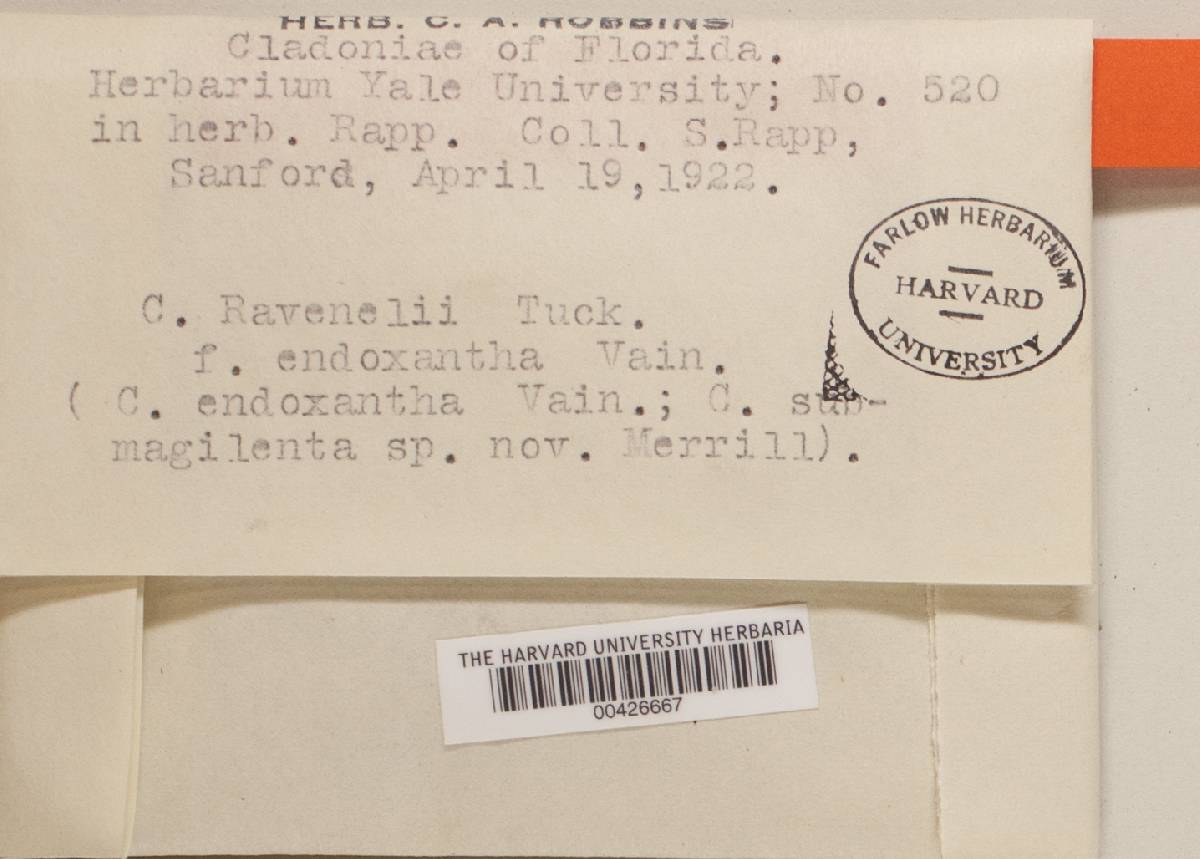 HERB. C. A. ROBBINS
Cladoniae of Florida.
Herbarium Yale University; No. 520
in herb. Rapp. Coll. S.Rapp,
Sanford, April 19,1922.
FARLOW HERBARIUM
HARVARD
UNIVERSITY
C. Ravenelii Tuck.
f. endoxantha Vain.
( C. endoxantha Vain.; C. sub-
magilenta sp. nov. Merrill).
THE HARVARD UNIVERSITY HERBARIA
00426667